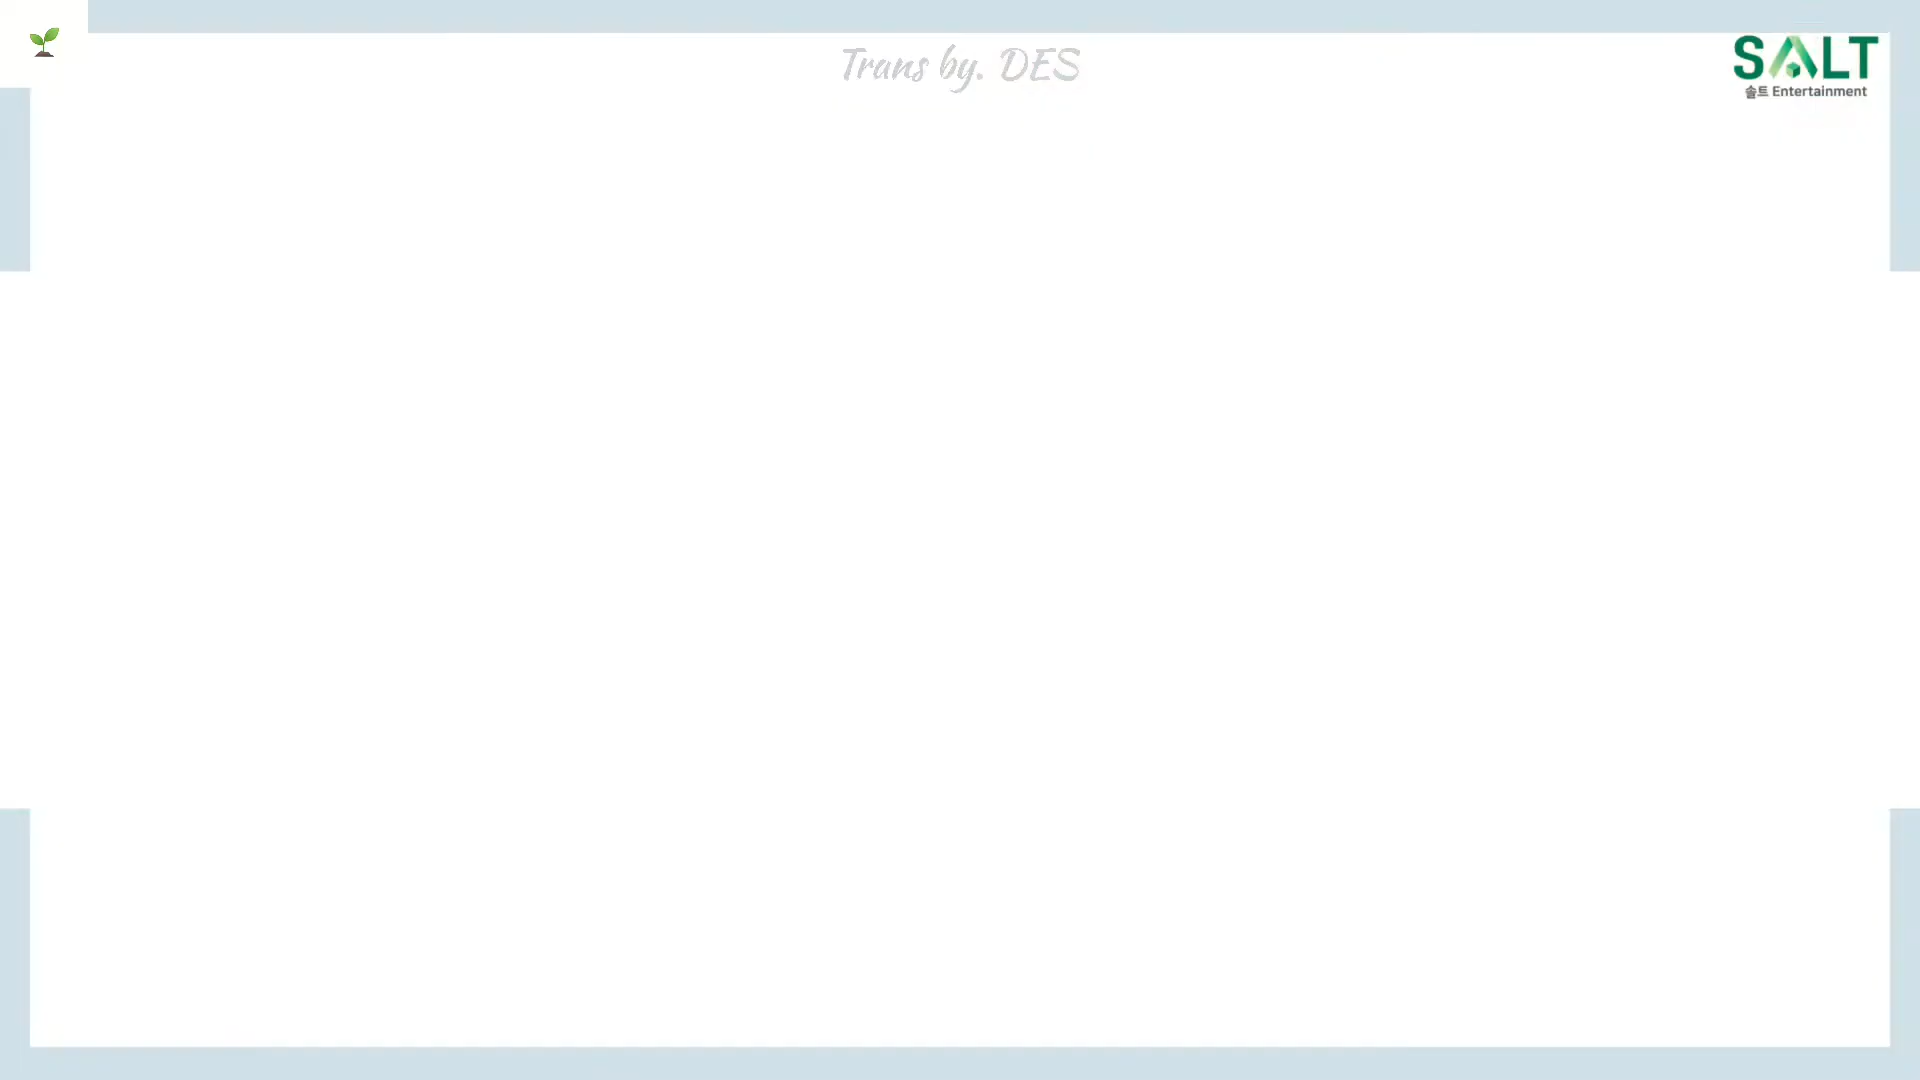 Trans by. DES
SALT
솔트 Entertainment